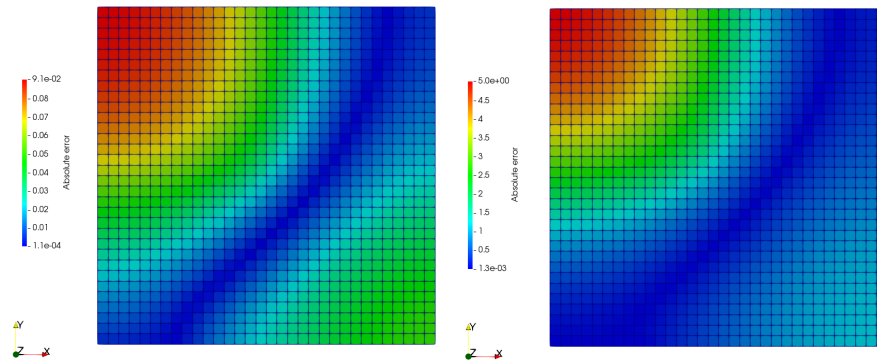 9.1e-02
0.08
0.07
0.06
0.05
0.04
0.03
0.02
0.01
1.1e-04
Absolute error
Y
Z
X
5.0e+00
4.5
4
3.5
3
2.5
2
1.5
1
0.5
1.3e-03
Absolute error
Y
Z
X